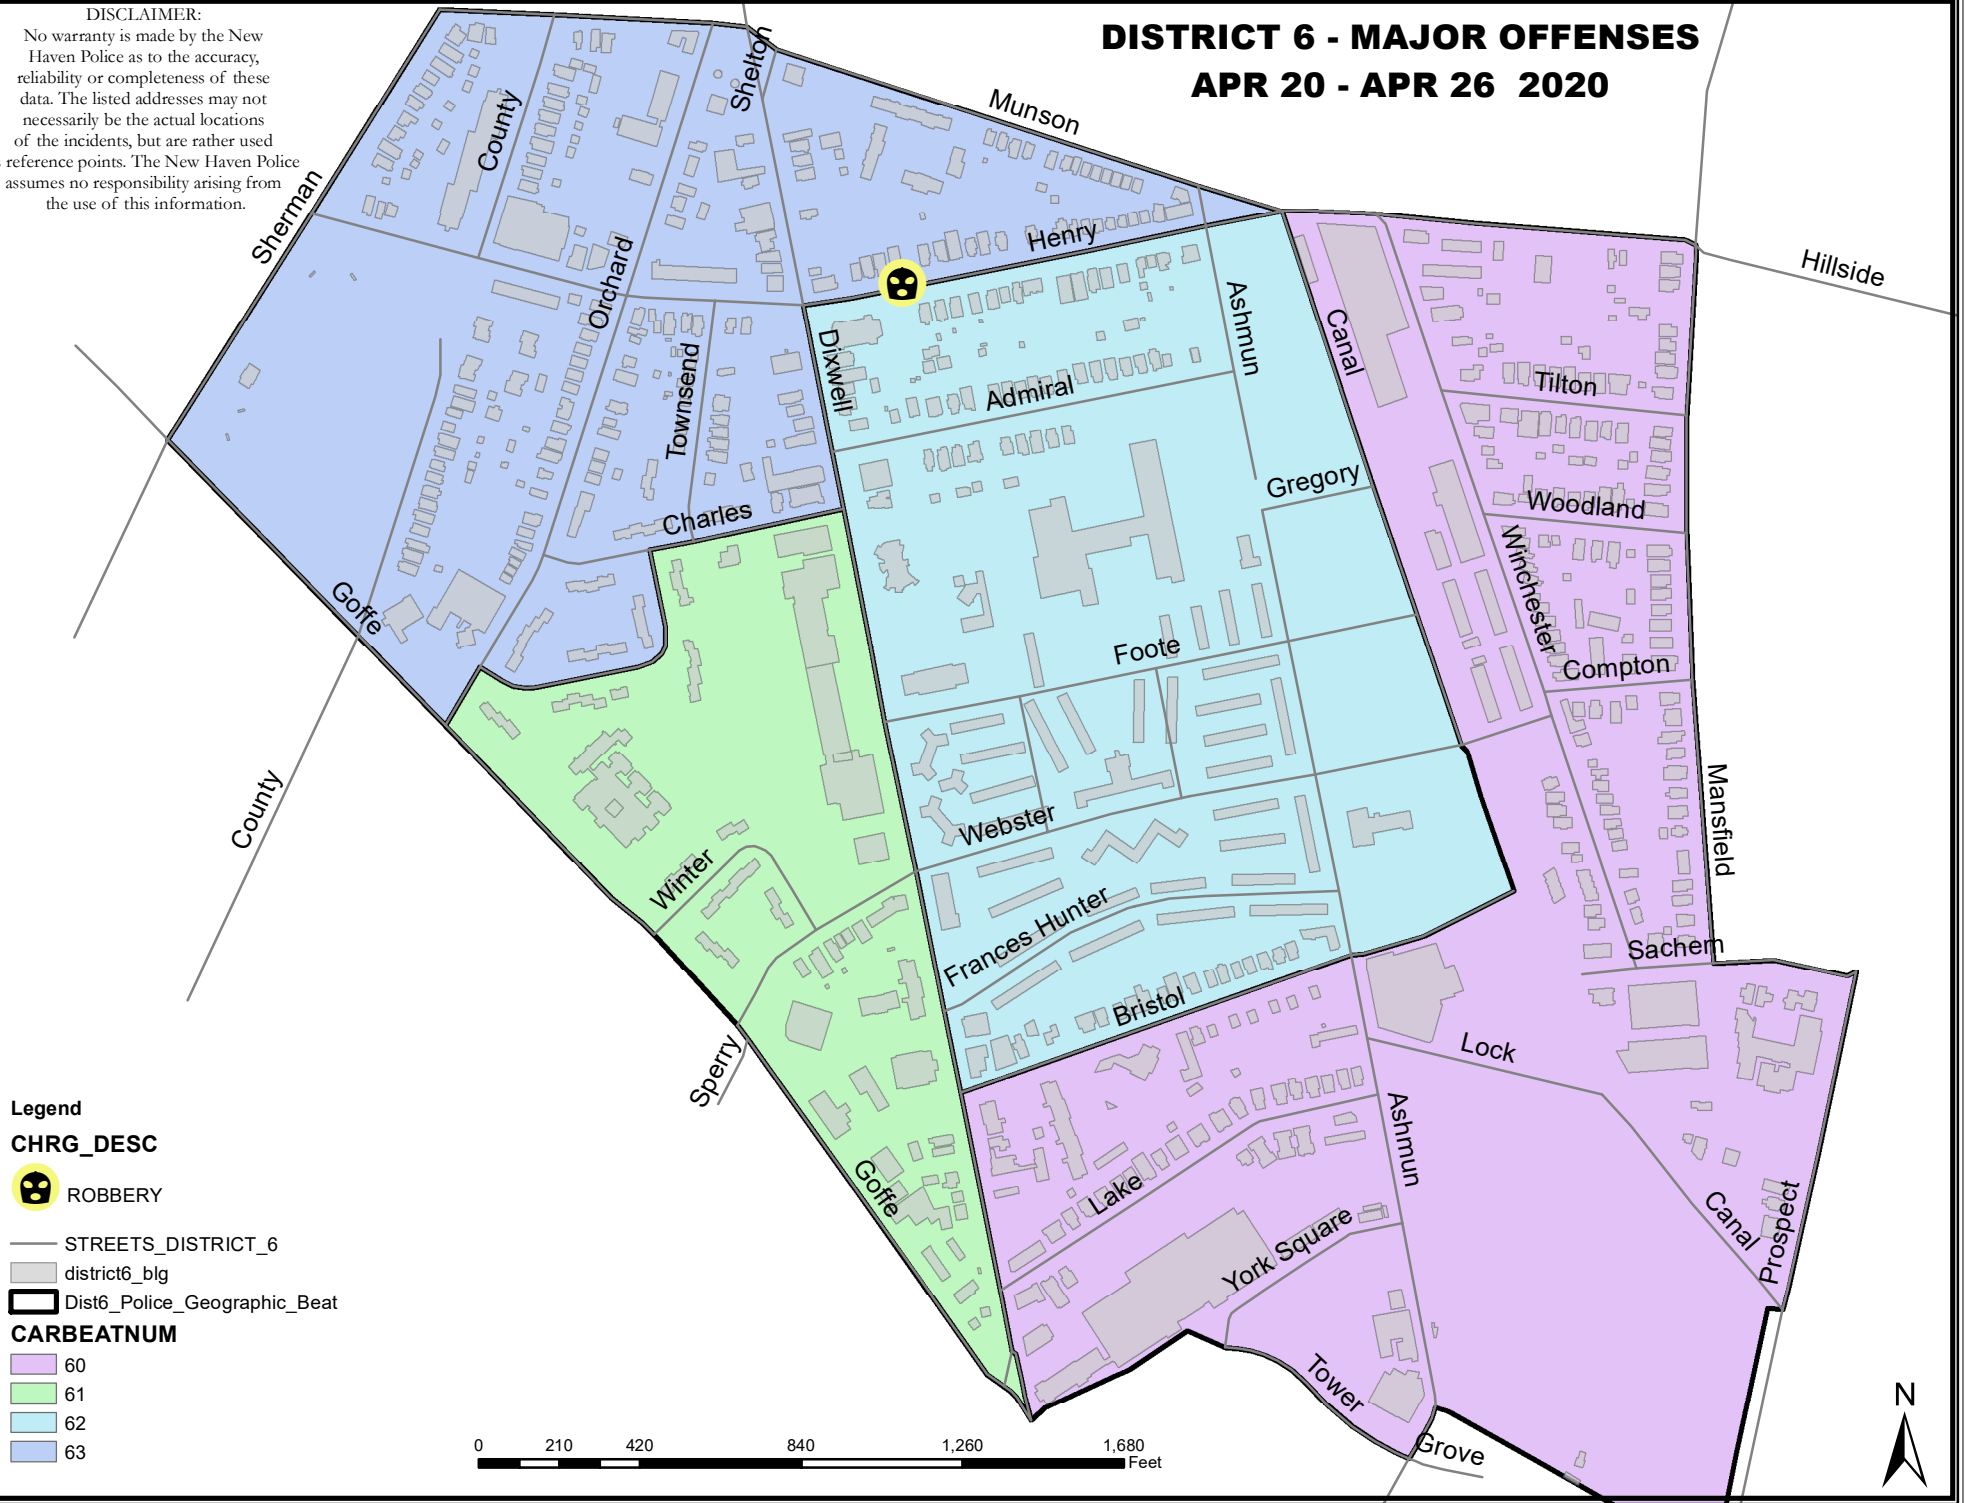 DISCLAIMER:
No warranty is made by the New
Haven Police as to the accuracy,
reliability or completeness of these
data. The listed addresses may not
necessarily be the actual locations
of the incidents, but are rather used
reference points. The New Haven Police
assumes no responsibility arising from
the use of this information.
DISTRICT 6 - MAJOR OFFENSES
APR 20 - APR 26 2020
Shelton
Munson
County
Sherman
Henry
Hillside
Orchard
Ashmun
Canal
Dixwell
Townsend
Admiral
Tilton
Gregory
Woodland
Charles
Winchester
Goffe
Foote
Compton
County
Webster
Mansfield
Winter
Frances Hunter
Sachem
Bristol
Sperry
Lock
Ashmun
Goffe
Lake
York Square
Canal
Prospect
Tower
Grove
Legend
CHRG_DESC
ROBBERY
STREETS_DISTRICT_6
district6_blg
Dist6_Police_Geographic_Beat
CARBEATNUM
60
61
62
63
0 210 420 840 1,260 1,680
Feet
N